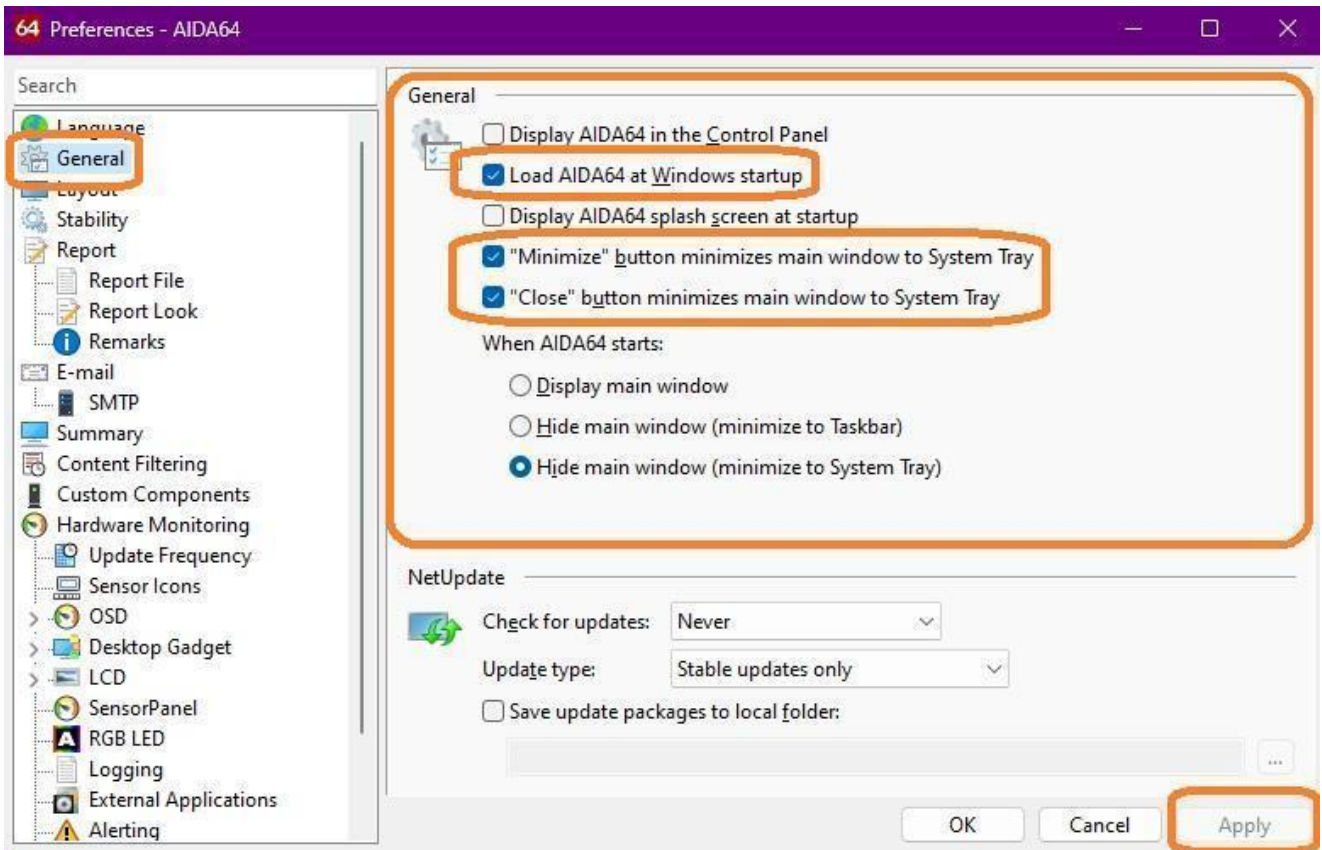 64 Preferences - AIDA64
Search
Language
General
Layout
Stability
Report
Report File
Report Look
Remarks
E-mail
SMTP
Summary
Content Filtering
Custom Components
Hardware Monitoring
Update Frequency
Sensor Icons
OSD
Desktop Gadget
LCD
SensorPanel
RGB LED
Logging
External Applications
Alerting
General
Display AIDA64 in the Control Panel
Load AIDA64 at Windows startup
Display AIDA64 splash screen at startup
"Minimize" button minimizes main window to System Tray
"Close" button minimizes main window to System Tray
When AIDA64 starts:
Display main window
Hide main window (minimize to Taskbar)
Hide main window (minimize to System Tray)
NetUpdate
Check for updates: Never
Update type: Stable updates only
Save update packages to local folder:
...
OK Cancel Apply